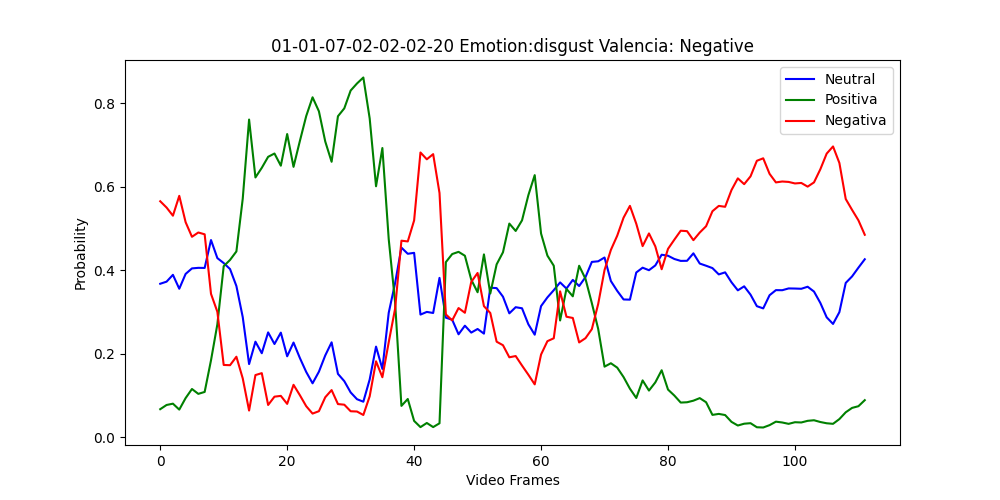 01-01-07-02-02-02-20 Emotion:disgust Valencia: Negative
Neutral
Positiva
Negativa
Probability
0.8
0.6
0.4
0.2
0.0
0 20 40 60 80 100
Video Frames